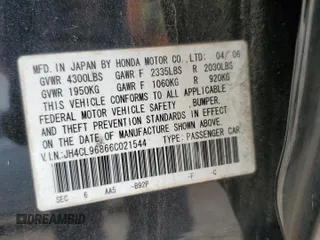 MFD. IN JAPAN BY HONDA MOTOR CO., LTD: 04/'06
GVWR 4300LBS GAWR F 2335LBS R 2030LBS
GVWR 1950KG GAWR F 1060KG R 920KG
THIS VEHICLE CONFORMS TO ALL APPLICABLE
FEDERAL MOTOR VEHICLE SAFETY ,BUMPER,
AND THEFT PREVENTION STANDARDS IN EFFECT
ON THE DATE OF MANUFACTURE SHOWN ABOVE.
V.I.N:JH4CL96866C021544 TYPE: PASSENGER CAR
SEC 6 AA5 -B92P -F -C
DREAMBID